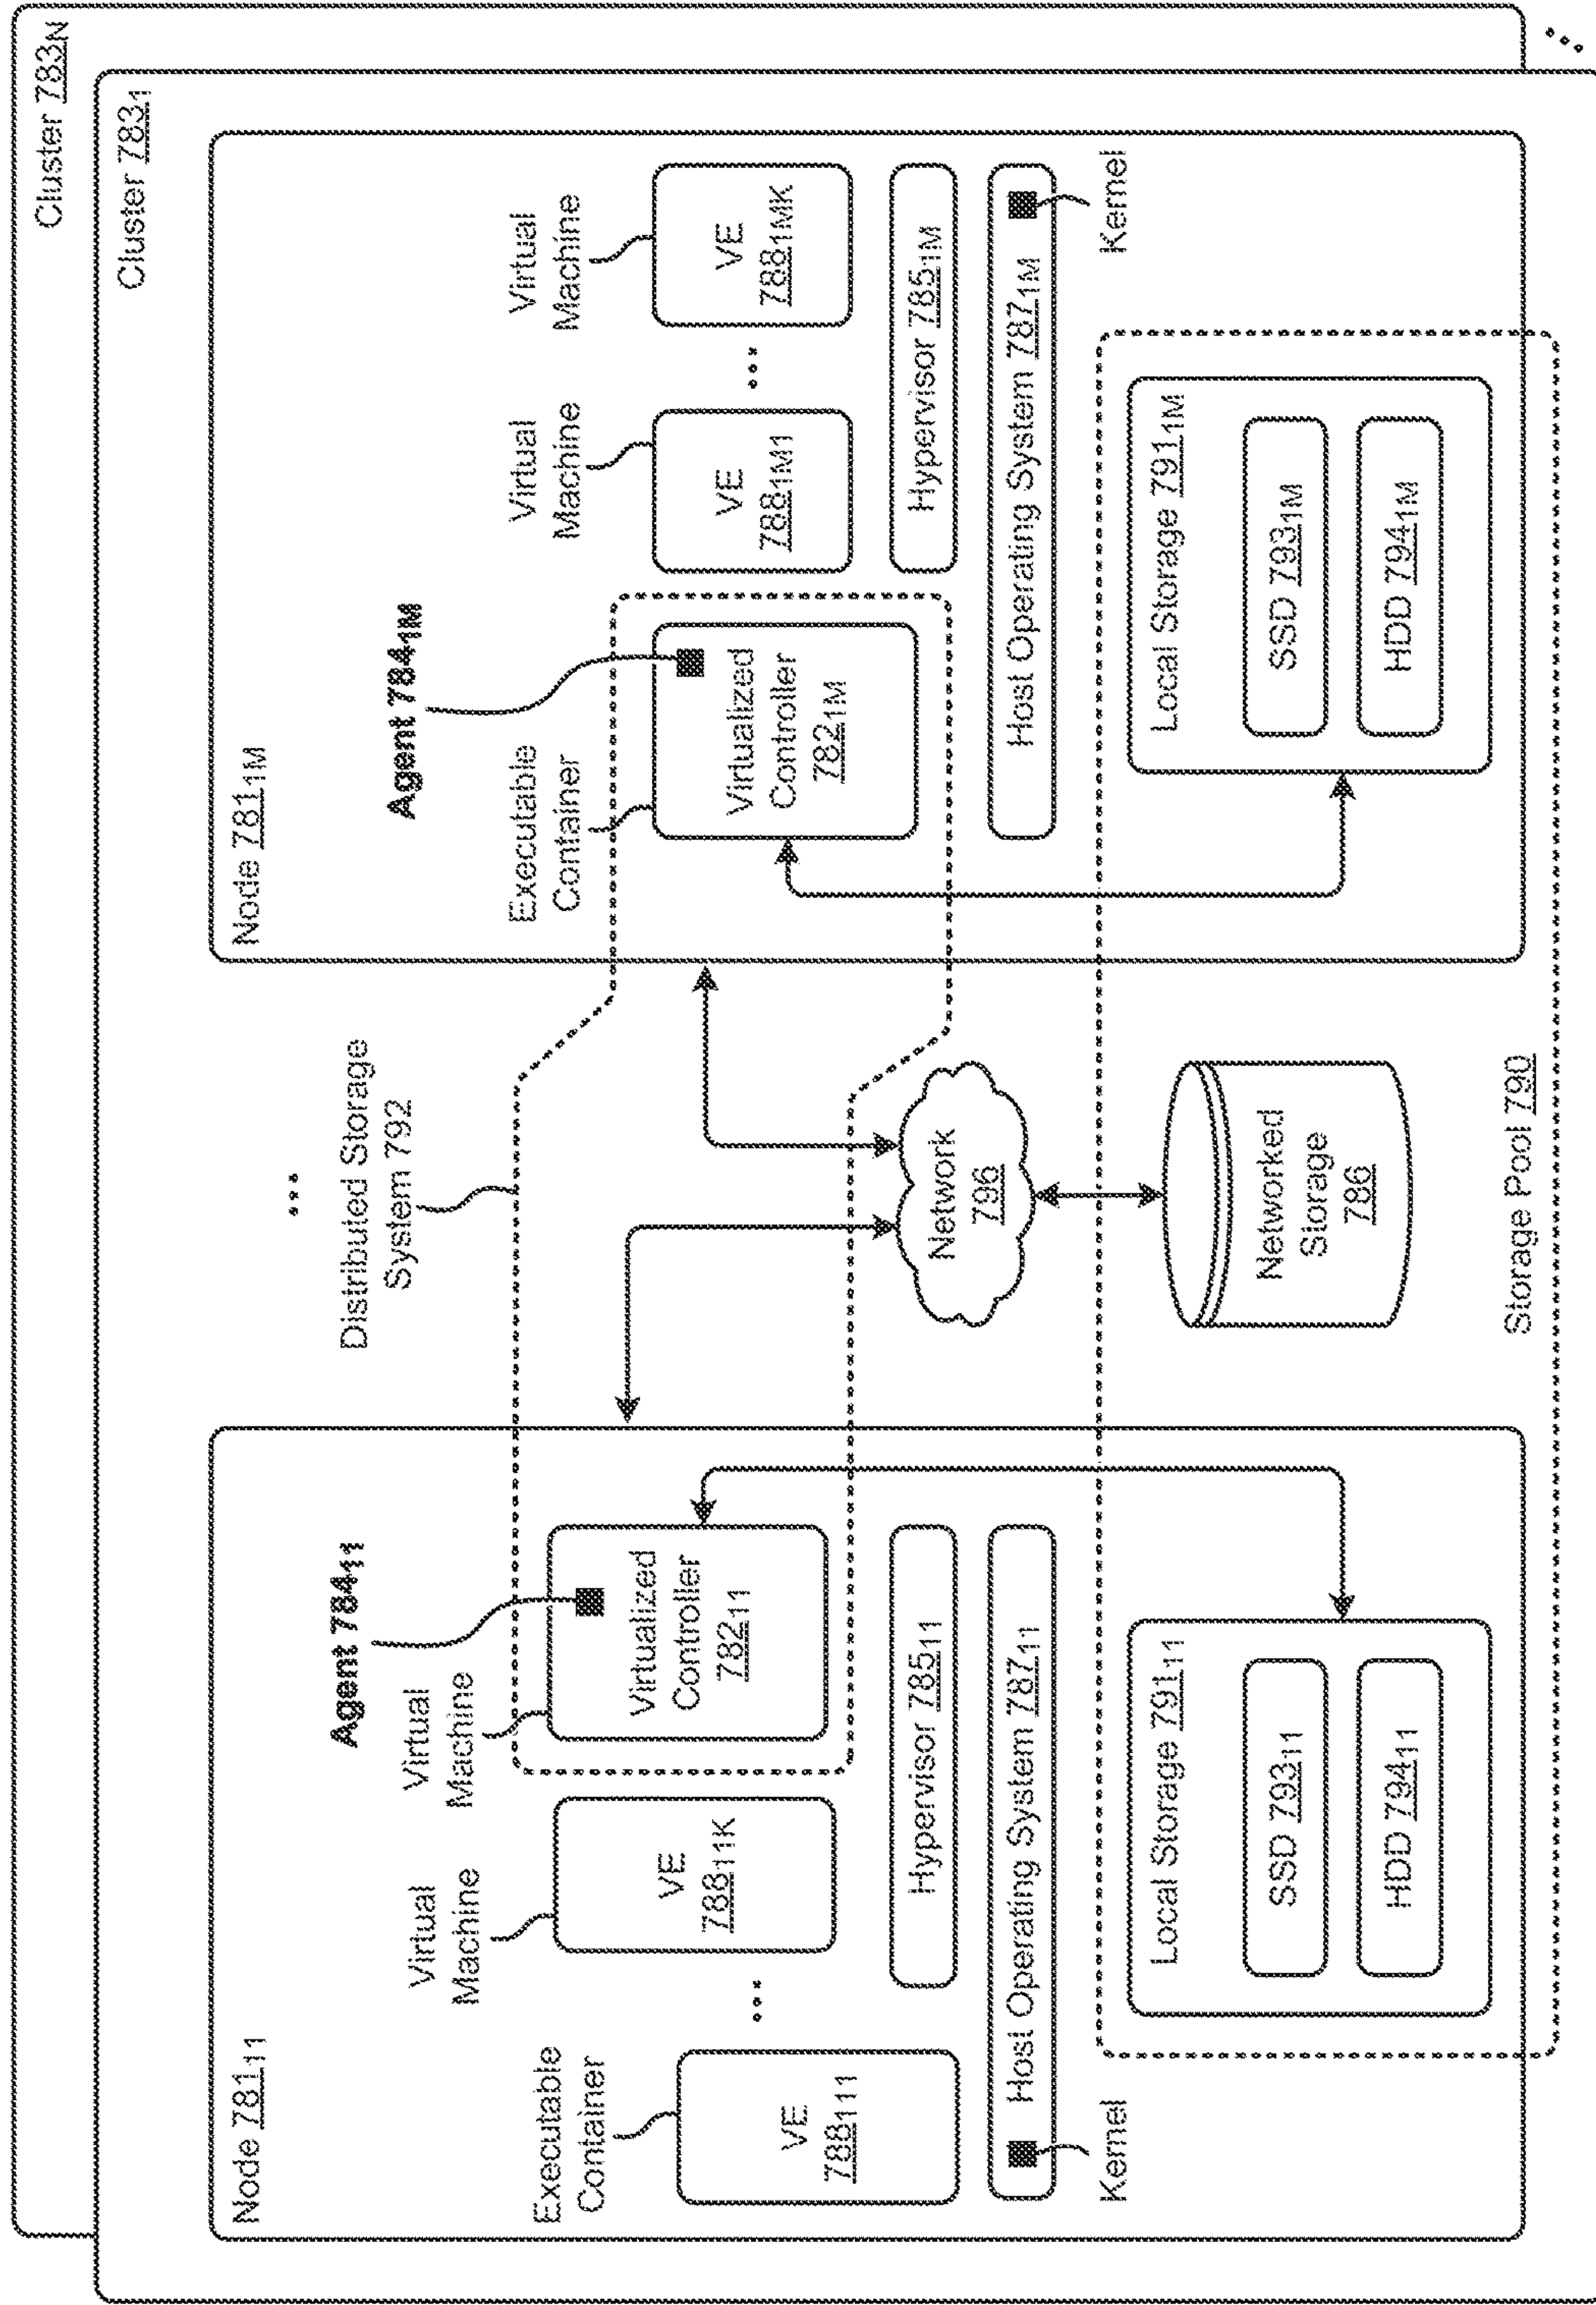 Cluster 783N
Cluster 7831
Node 78111
Agent 78411
Virtual
Machine
Virtual
Machine
Executable
Container
VE
788111
...
VE
78811K
Virtualized
Controller
78211
Hypervisor 78511
Host Operating System 78711
Kernel
Local Storage 79111
SSD 79311
HDD 79411
...
Distributed Storage
System 792
Network
796
Networked
Storage
786
Storage Pool 790
Node 7811M
Agent 7841M
Executable
Container
Virtual
Machine
Virtual
Machine
Virtualized
Controller
7821M
VE
7881M1
...
VE
7881MK
Hypervisor 7851M
Host Operating System 7871M
Kernel
Local Storage 7911M
SSD 7931M
HDD 7941M
...